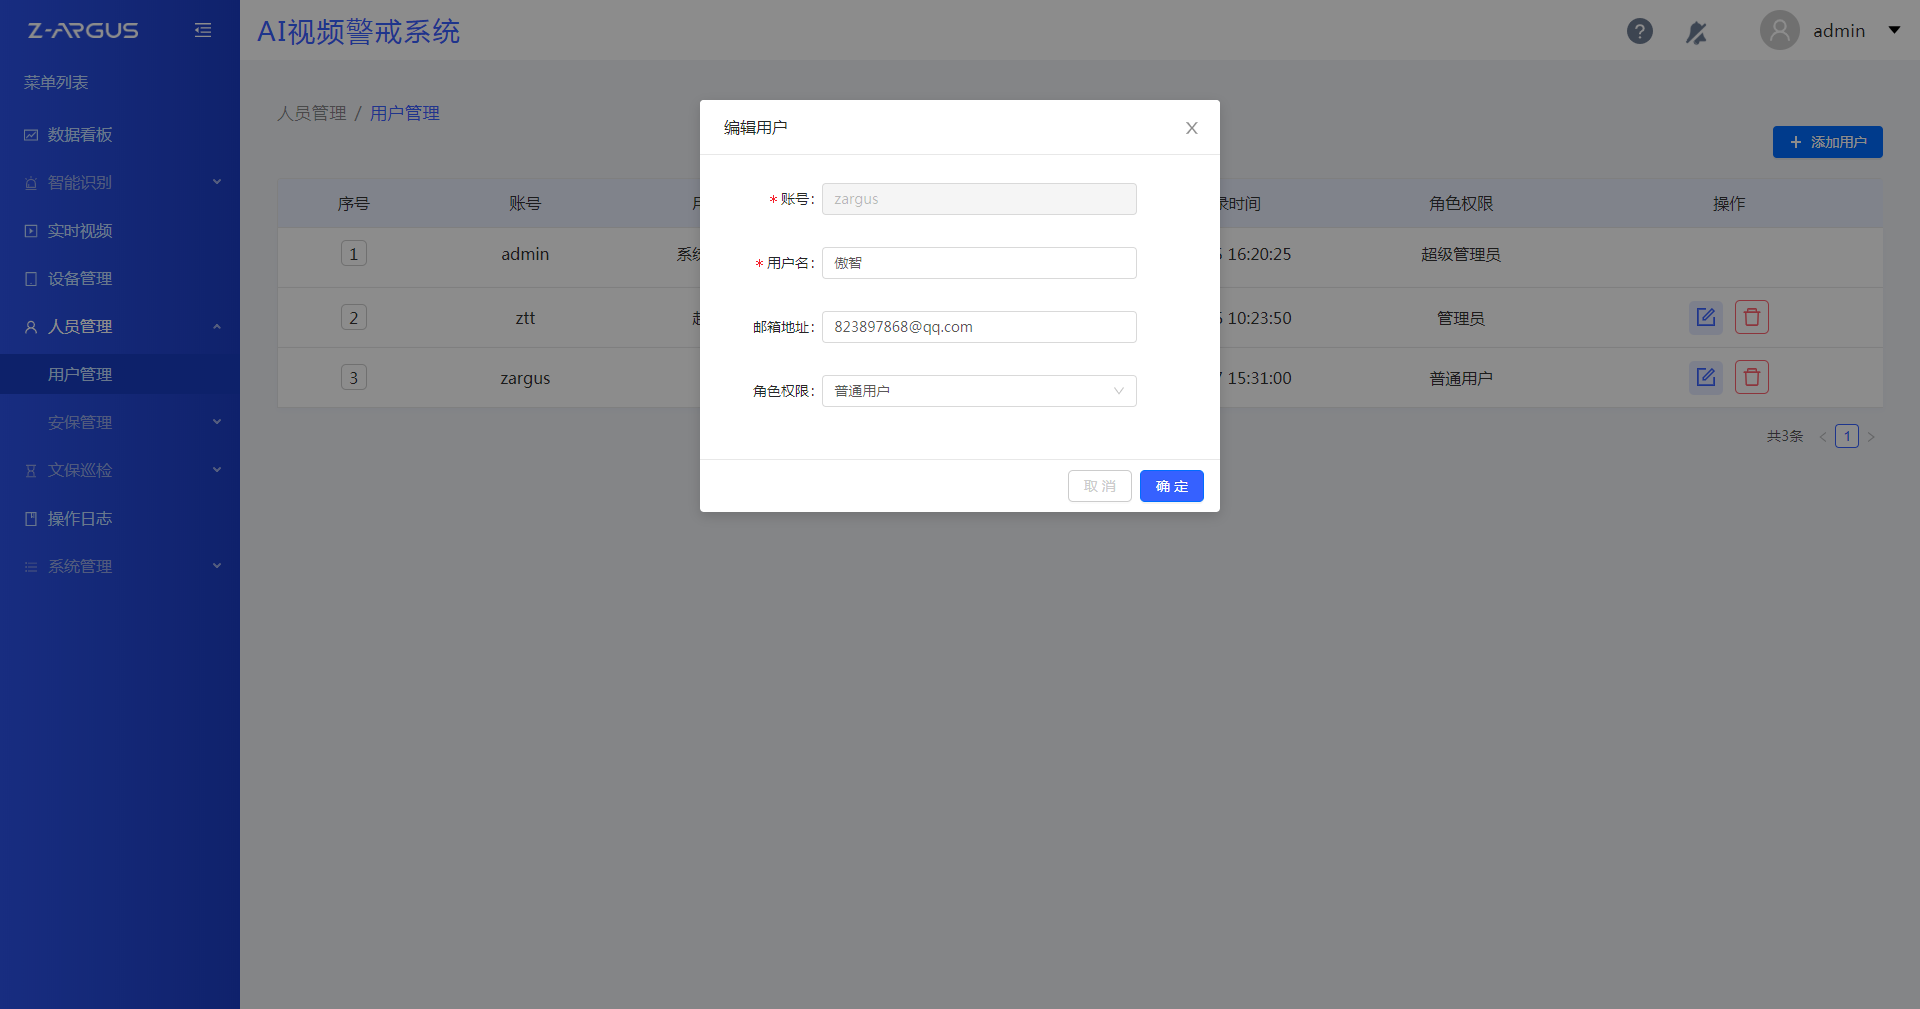 Z-ARGUS
AI视频警戒系统
?
admin
菜单列表
数据看板
智能识别
实时视频
设备管理
人员管理
用户管理
安保管理
文保巡检
操作日志
系统管理
人员管理 / 用户管理
+ 添加用户
序号 账号 录时间 角色权限 操作
1 admin 系统 16:20:25 超级管理员
2 ztt 10:23:50 管理员
3 zargus 15:31:00 普通用户
共3条 < 1 >
编辑用户
* 账号: zargus
* 用户名: 傲智
邮箱地址: 823897868@qq.com
角色权限: 普通用户
取 消 确 定